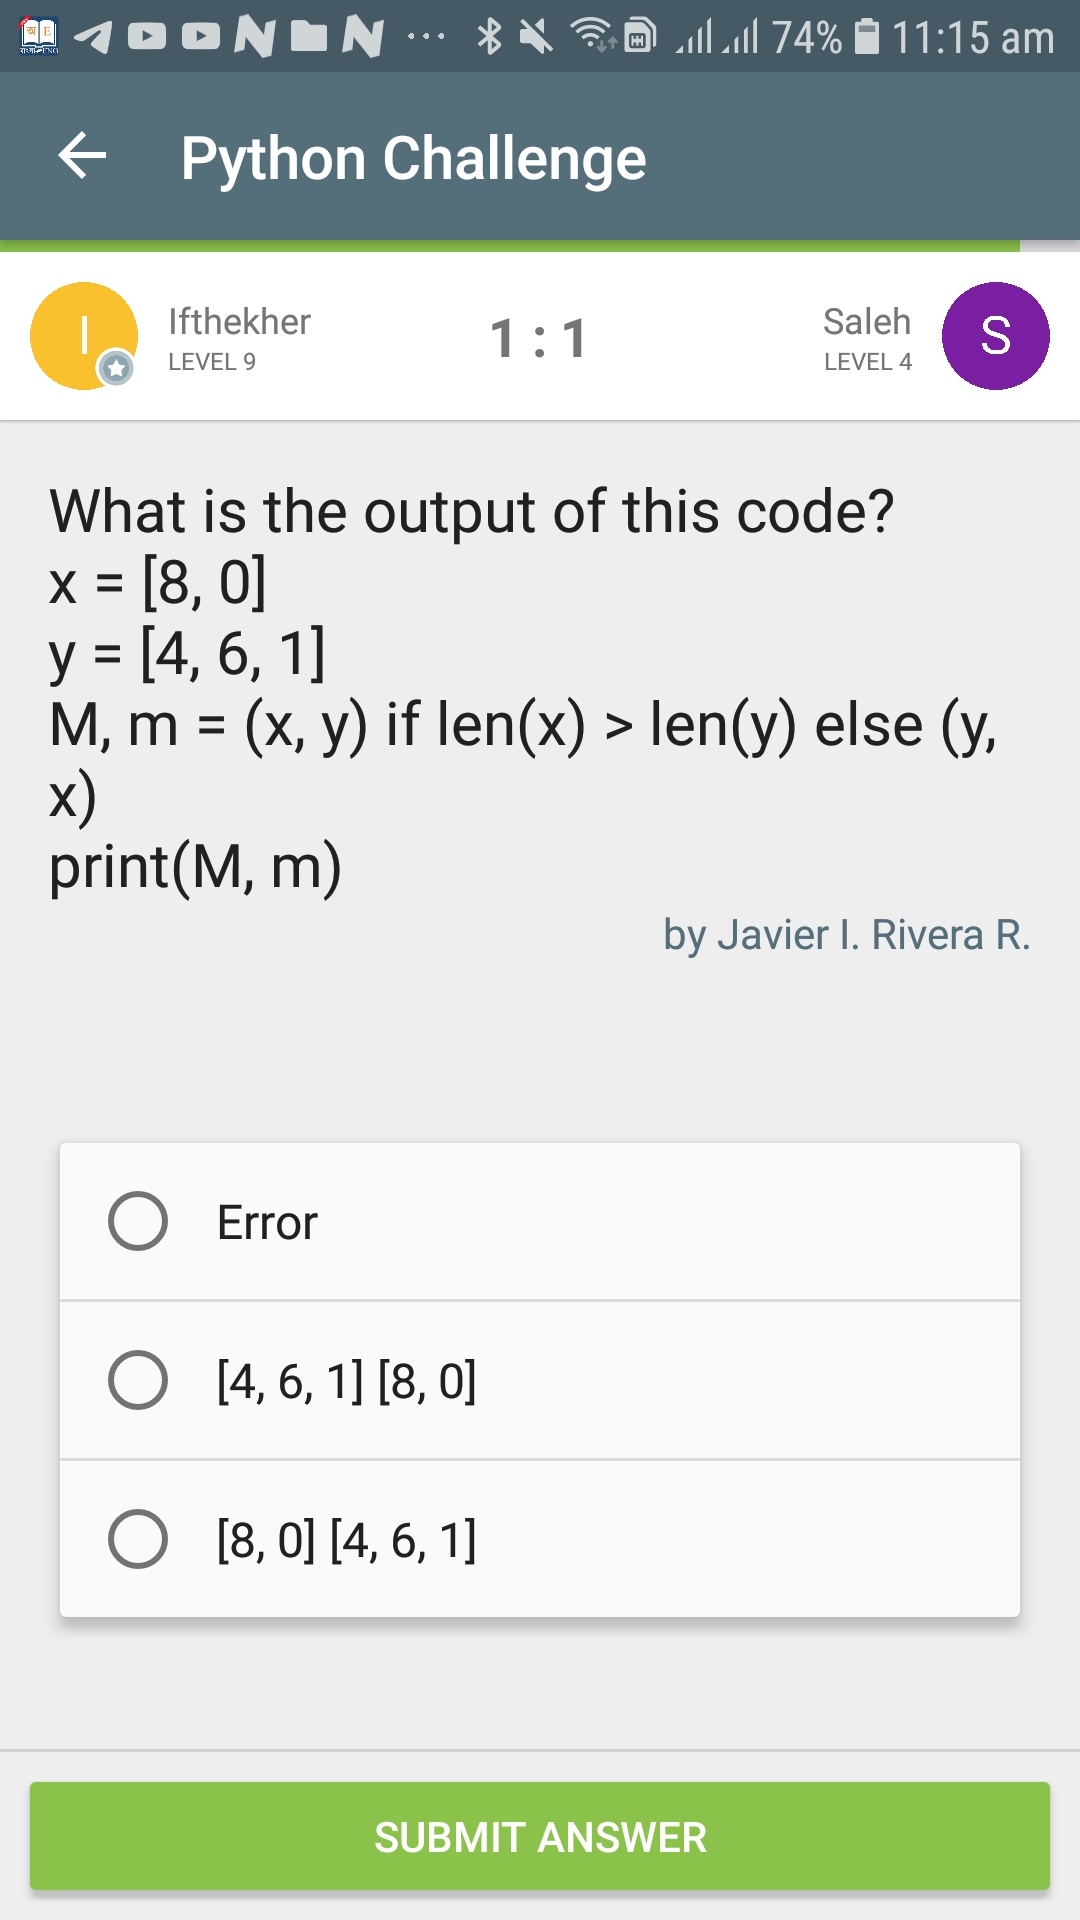 74% 11:15 am
Python Challenge
I
Ifthekher
LEVEL 9
1 : 1
Saleh
LEVEL 4
S
What is the output of this code?
x = [8, 0]
y = [4, 6, 1]
M, m = (x, y) if len(x) > len(y) else (y,
x)
print(M, m)
by Javier I. Rivera R.
Error
[4, 6, 1] [8, 0]
[8, 0] [4, 6, 1]
SUBMIT ANSWER